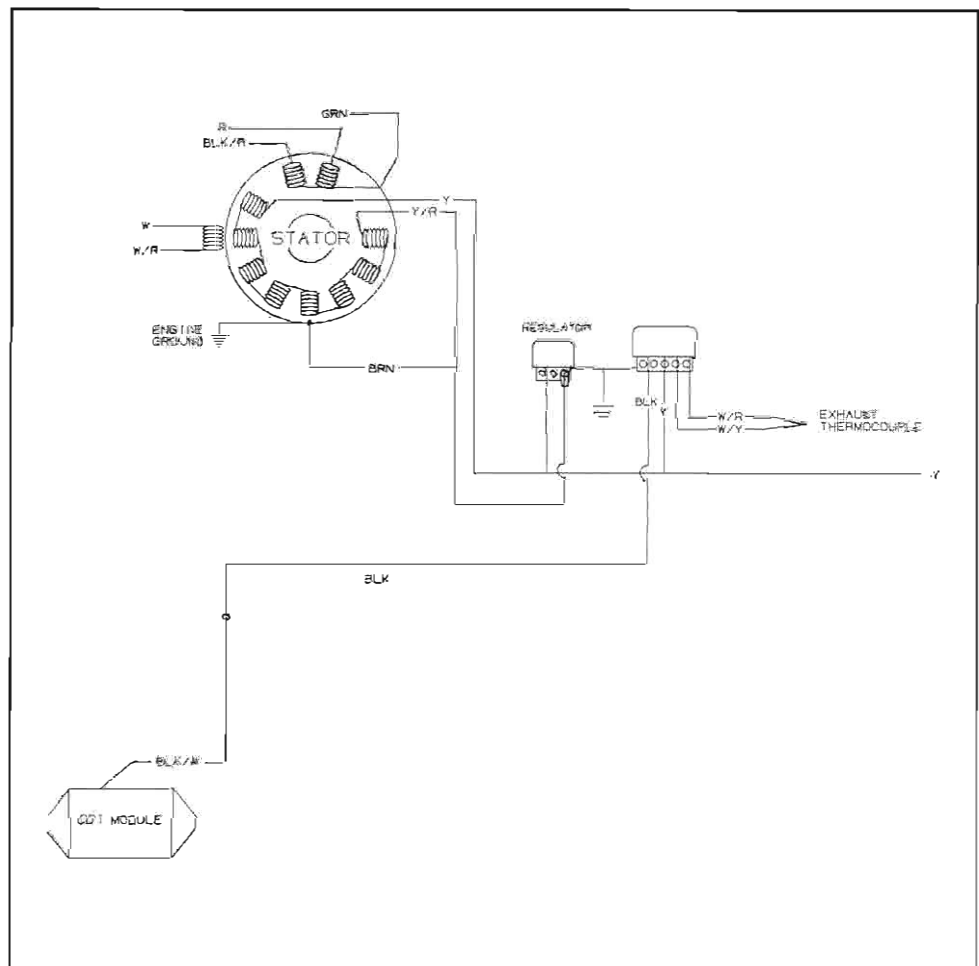 GRN
R
BLK/R
Y
Y/R
W
STATOR
W/R
ENGINE
GROUND
REGULATOR
BRN
BLK
Y
W/R
W/Y
EXHAUST
THERMOCOUPLE
Y
BLK
BLK/W
CDI MODULE